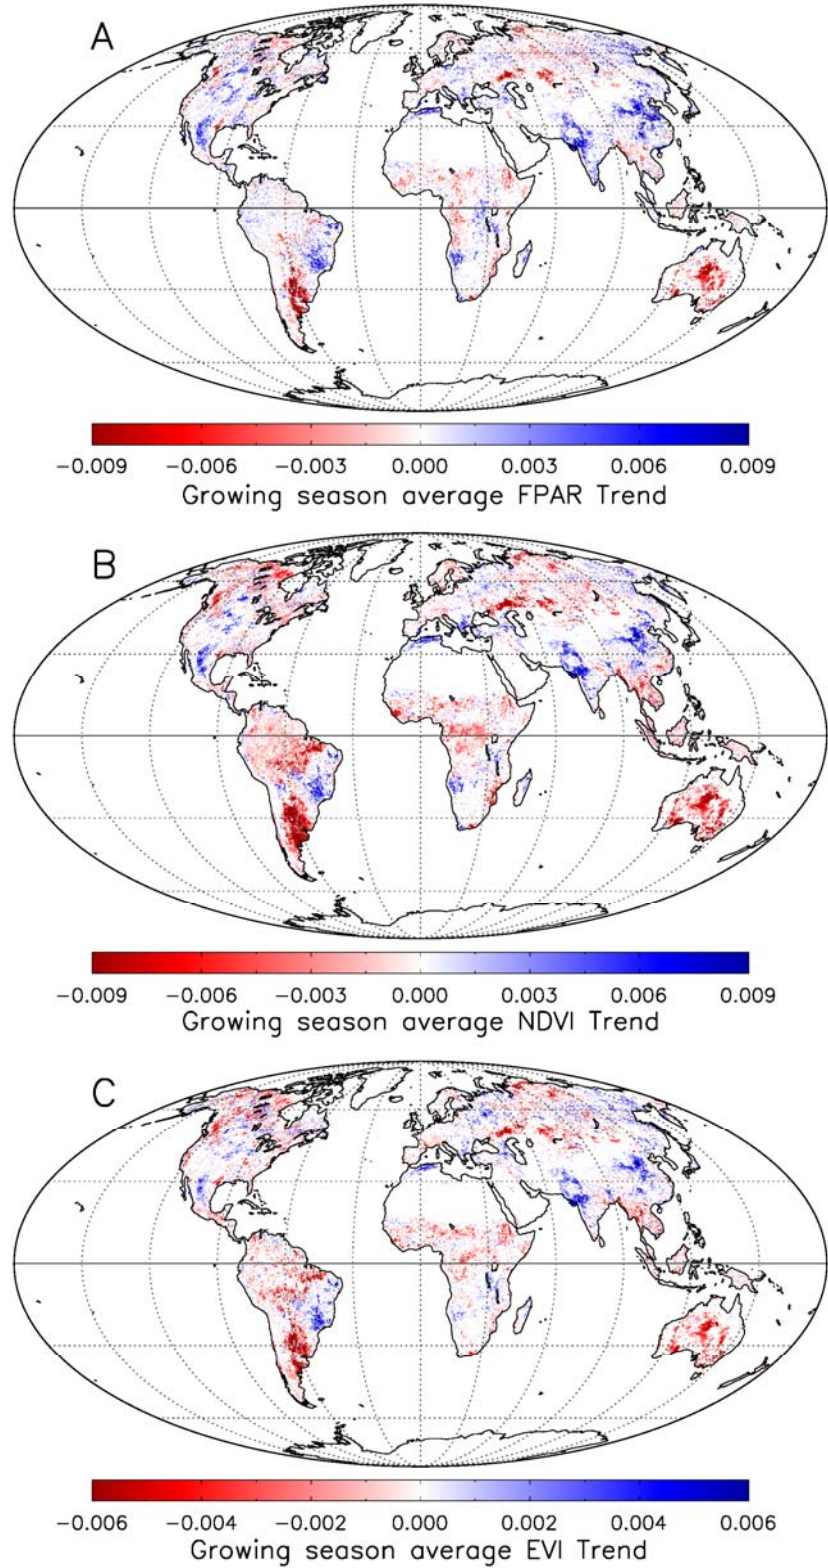 A
−0.009 −0.006 −0.003 0.000 0.003 0.006 0.009
Growing season average FPAR Trend
B
−0.009 −0.006 −0.003 0.000 0.003 0.006 0.009
Growing season average NDVI Trend
C
−0.006 −0.004 −0.002 0.000 0.002 0.004 0.006
Growing season average EVI Trend